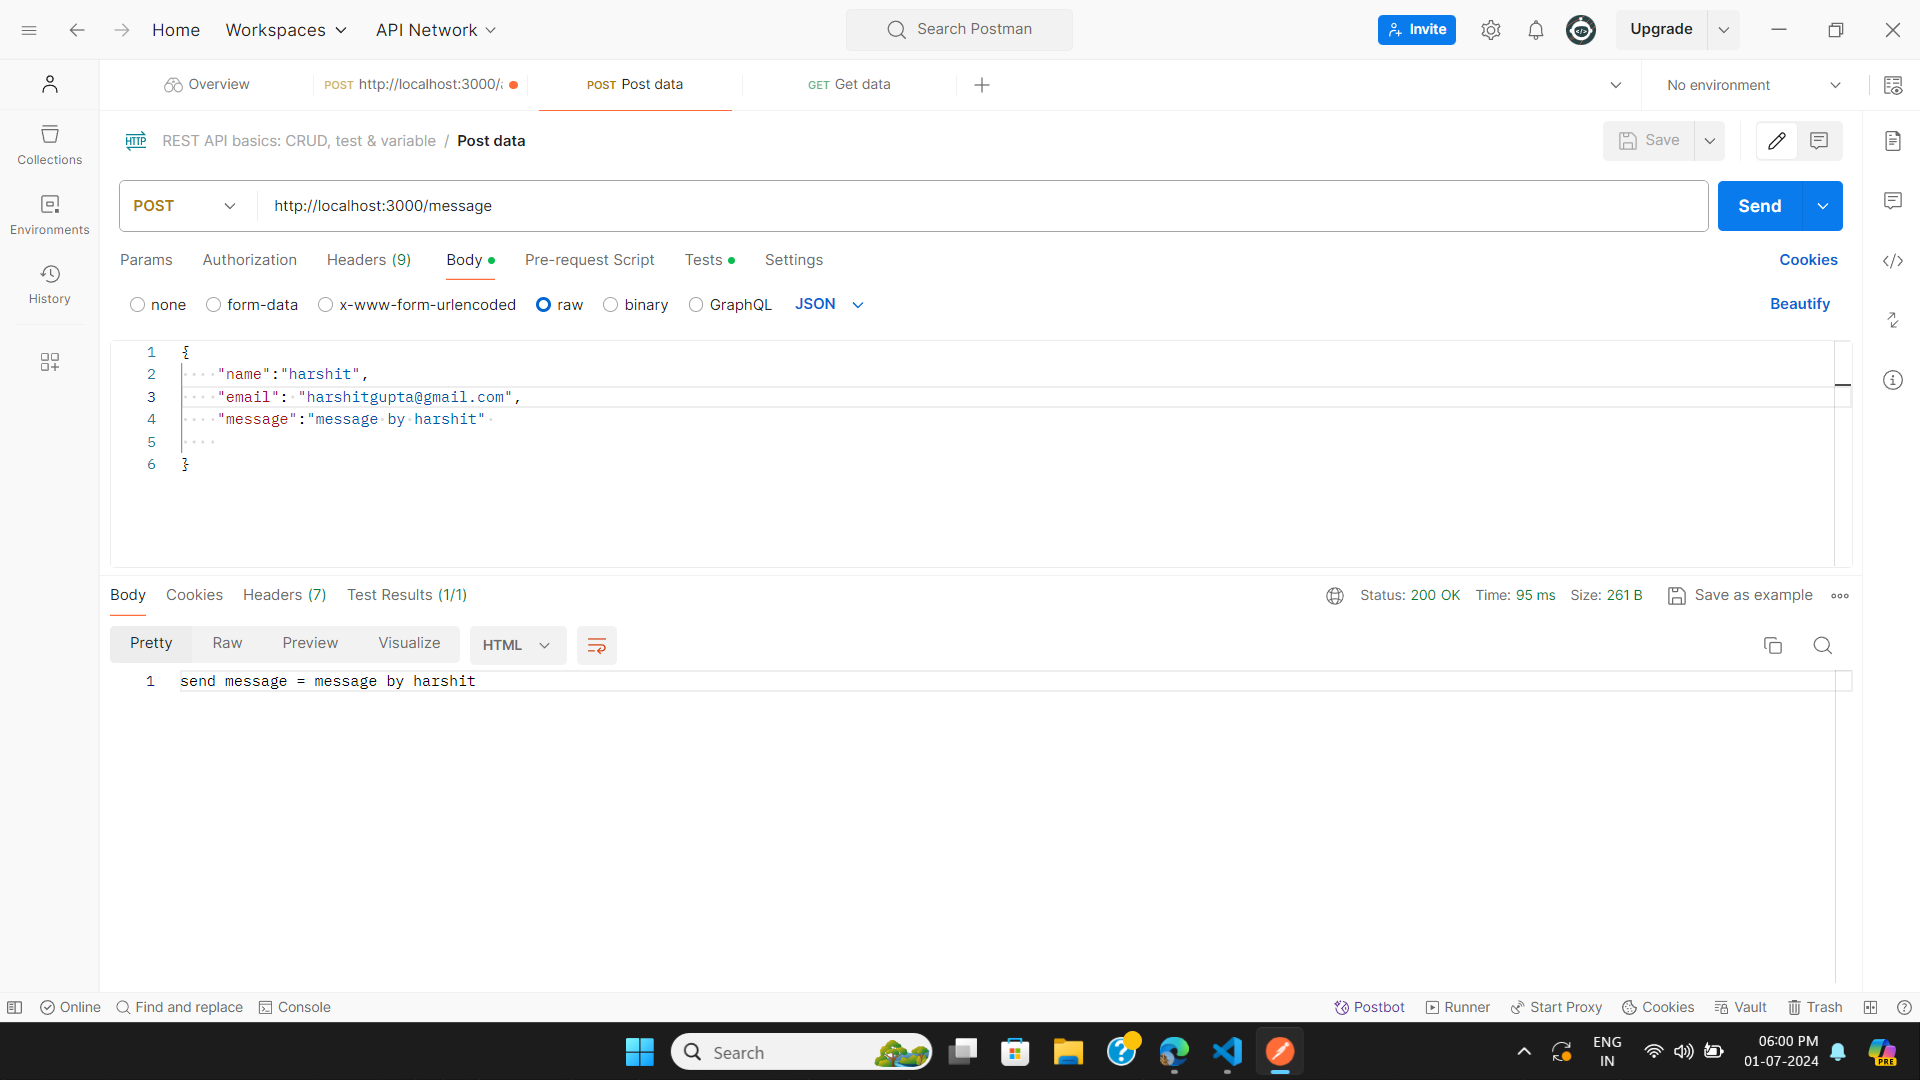 Home Workspaces API Network Search Postman Invite Upgrade
Overview POST http://localhost:3000/ POST Post data GET Get data No environment
HTTP REST API basics: CRUD, test & variable / Post data Save
Collections
Environments
History
POST http://localhost:3000/message Send
Params Authorization Headers (9) Body Pre-request Script Tests Settings Cookies
none form-data x-www-form-urlencoded raw binary GraphQL JSON Beautify
1 {
2 "name":"harshit",
3 "email": "harshitgupta@gmail.com",
4 "message":"message by harshit"
5
6 }
Body Cookies Headers (7) Test Results (1/1) Status: 200 OK Time: 95 ms Size: 261 B Save as example
Pretty Raw Preview Visualize HTML
1 send message = message by harshit
Online Find and replace Console Postbot Runner Start Proxy Cookies Vault Trash
Search ENG 06:00 PM
IN 01-07-2024 PRE